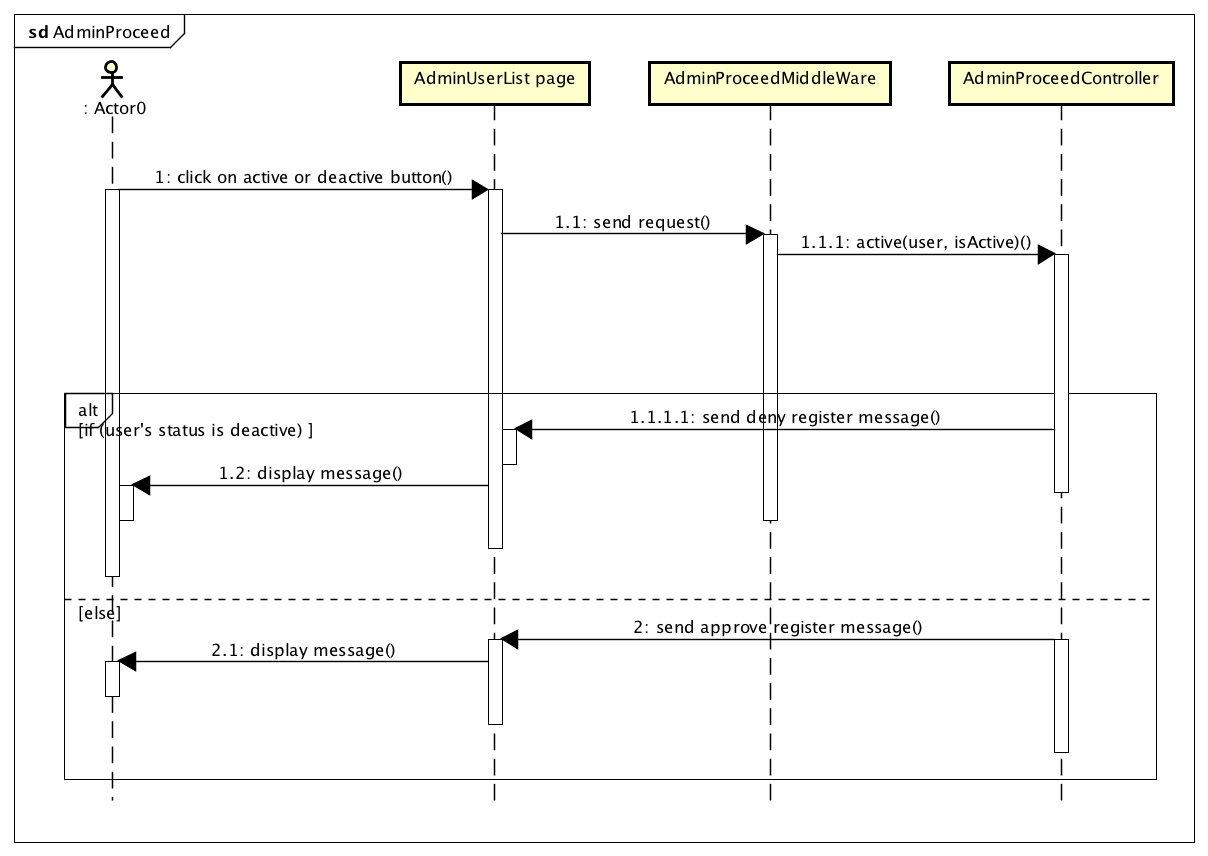 sd AdminProceed
: Actor0
AdminUserList page
AdminProceedMiddleWare
AdminProceedController
1: click on active or deactive button()
1.1: send request()
1.1.1: active(user, isActive)()
alt
[if (user's status is deactive) ]
1.1.1.1: send deny register message()
1.2: display message()
[else]
2: send approve register message()
2.1: display message()